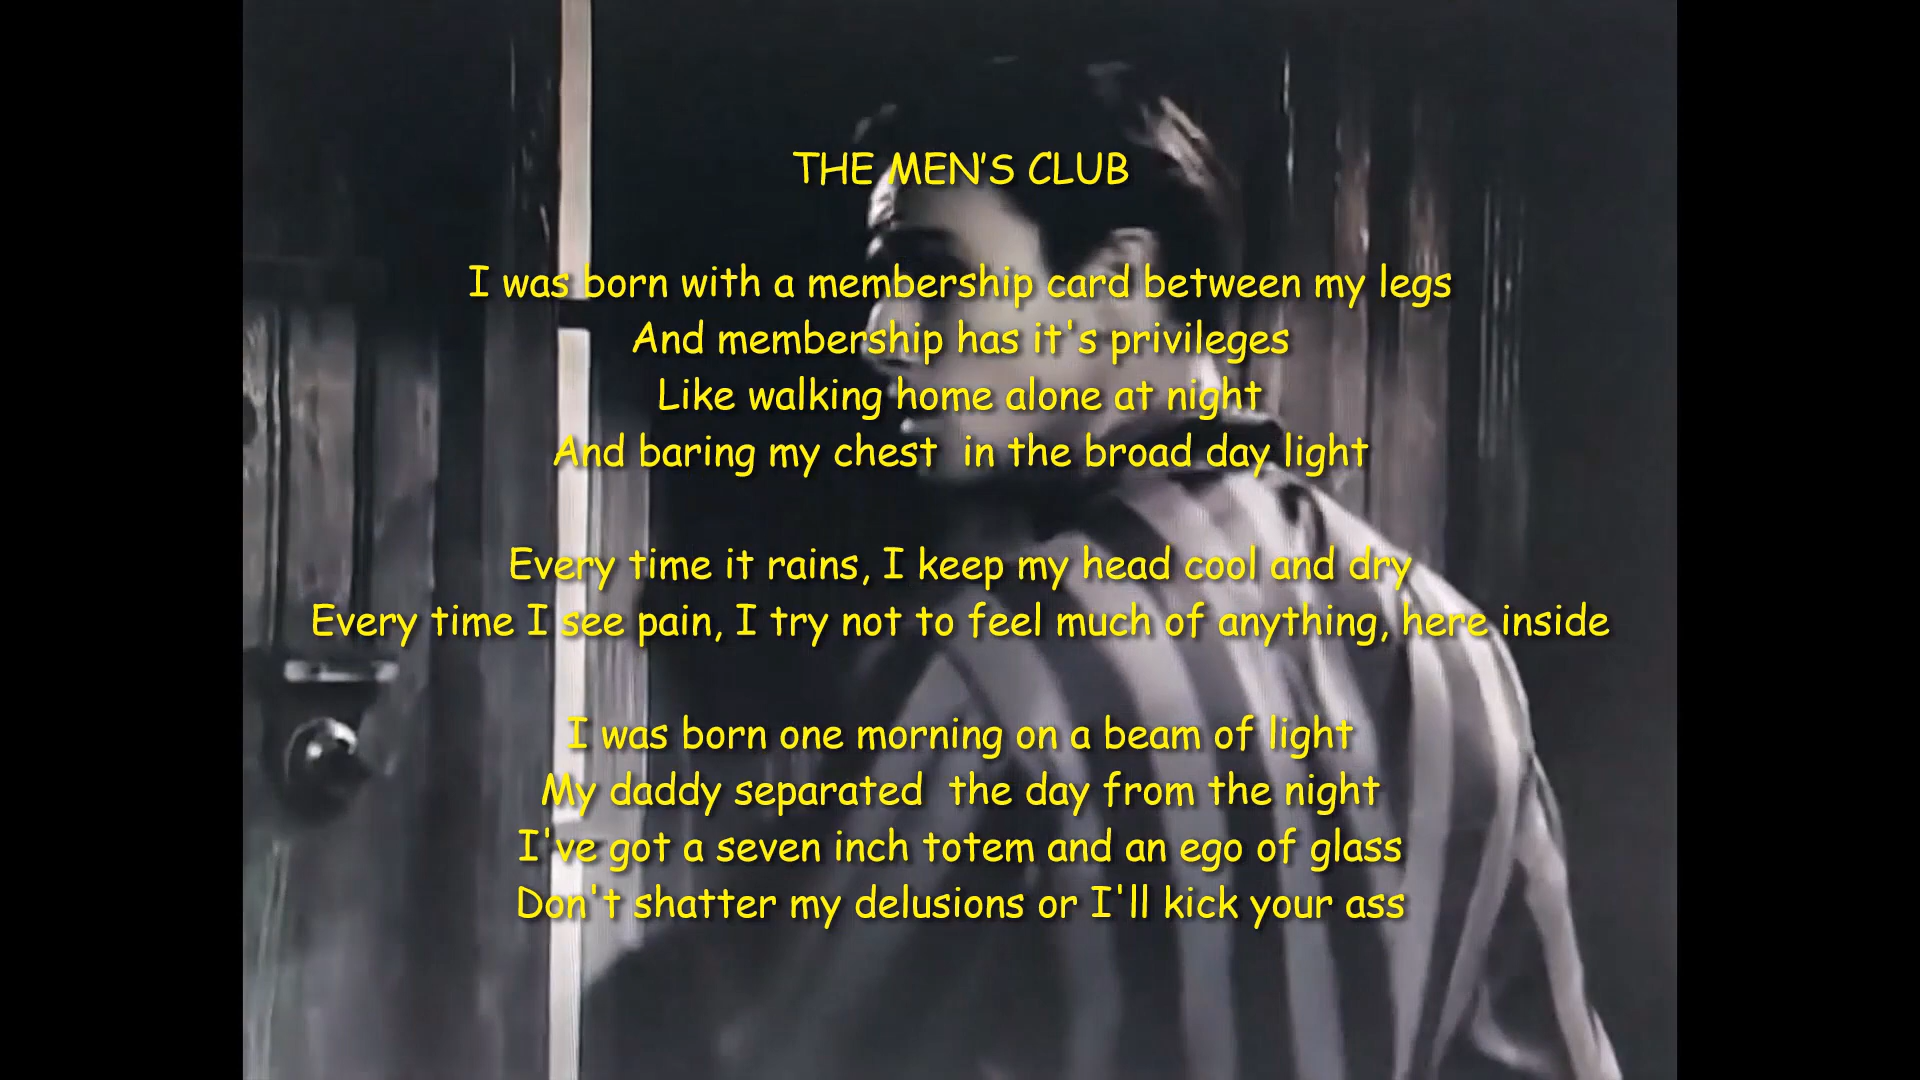 THE MEN'S CLUB
I was born with a membership card between my legs
And membership has it's privileges
Like walking home alone at night
And baring my chest  in the broad day light
Every time it rains, I keep my head cool and dry
Every time I see pain, I try not to feel much of anything, here inside
I was born one morning on a beam of light
My daddy separated  the day from the night
I've got a seven inch totem and an ego of glass
Don't shatter my delusions or I'll kick your ass